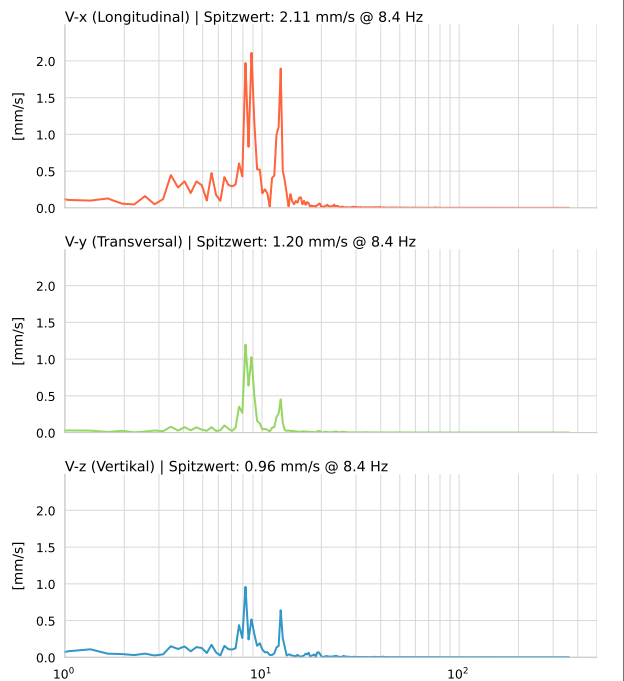 V-x (Longitudinal) | Spitzwert: 2.11 mm/s @ 8.4 Hz
2.0
1.5
[mm/s]
1.0
0.5
0.0
V-y (Transversal) | Spitzwert: 1.20 mm/s @ 8.4 Hz
2.0
1.5
[mm/s]
1.0
0.5
0.0
V-z (Vertikal) | Spitzwert: 0.96 mm/s @ 8.4 Hz
2.0
1.5
[mm/s]
1.0
0.5
0.0
10⁰ 10¹ 10²